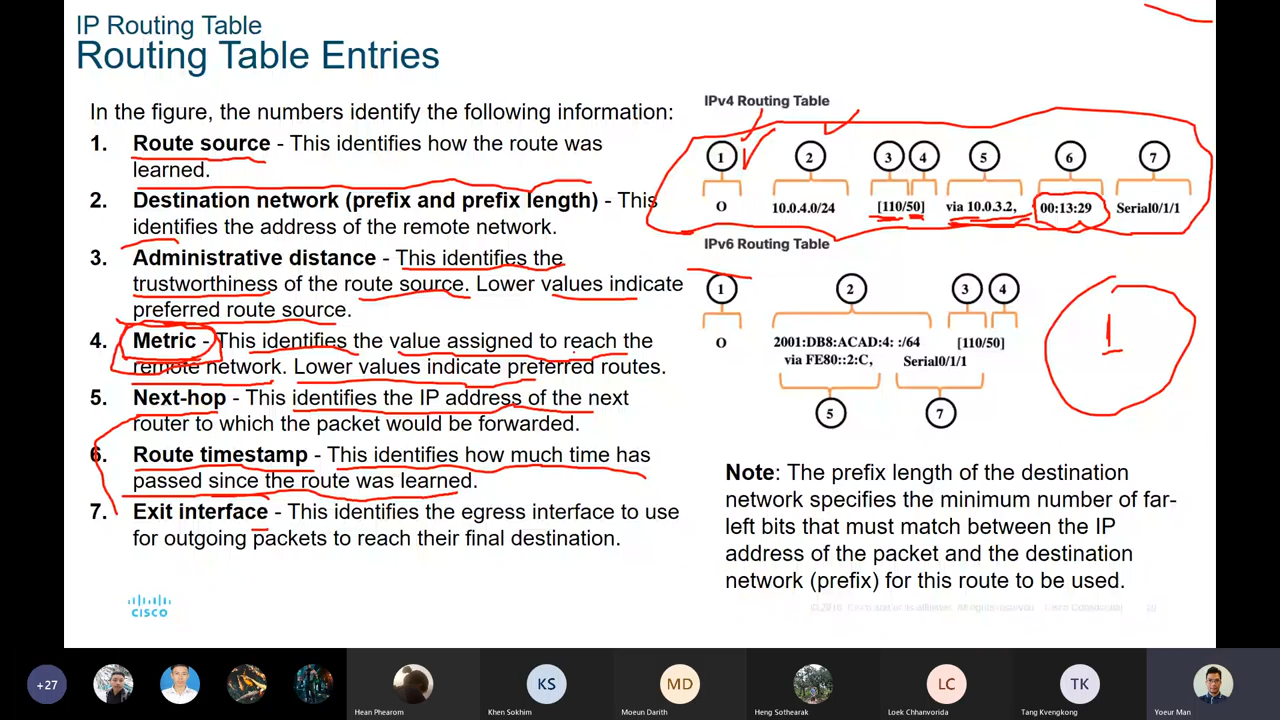 IP Routing Table
Routing Table Entries
In the figure, the numbers identify the following information:
1. Route source - This identifies how the route was
learned.
2. Destination network (prefix and prefix length) - This
identifies the address of the remote network.
3. Administrative distance - This identifies the
trustworthiness of the route source. Lower values indicate
preferred route source.
4. Metric - This identifies the value assigned to reach the
remote network. Lower values indicate preferred routes.
5. Next-hop - This identifies the IP address of the next
router to which the packet would be forwarded.
6. Route timestamp - This identifies how much time has
passed since the route was learned.
7. Exit interface - This identifies the egress interface to use
for outgoing packets to reach their final destination.
IPv4 Routing Table
1 2 3 4 5 6 7
O 10.0.4.0/24 [110/50] via 10.0.3.2, 00:13:29 Serial0/1/1
IPv6 Routing Table
1 2 3 4
O 2001:DB8:ACAD:4: :/64 [110/50]
via FE80::2:C, Serial0/1/1
5 7
1
Note: The prefix length of the destination
network specifies the minimum number of far-
left bits that must match between the IP
address of the packet and the destination
network (prefix) for this route to be used.
CISCO
+27
KS MD LC TK
Hean Phearom Khen Sokhim Moeun Darith Heng Sothearak Loek Chhanvorida Tang Kvengkong Yoeur Man